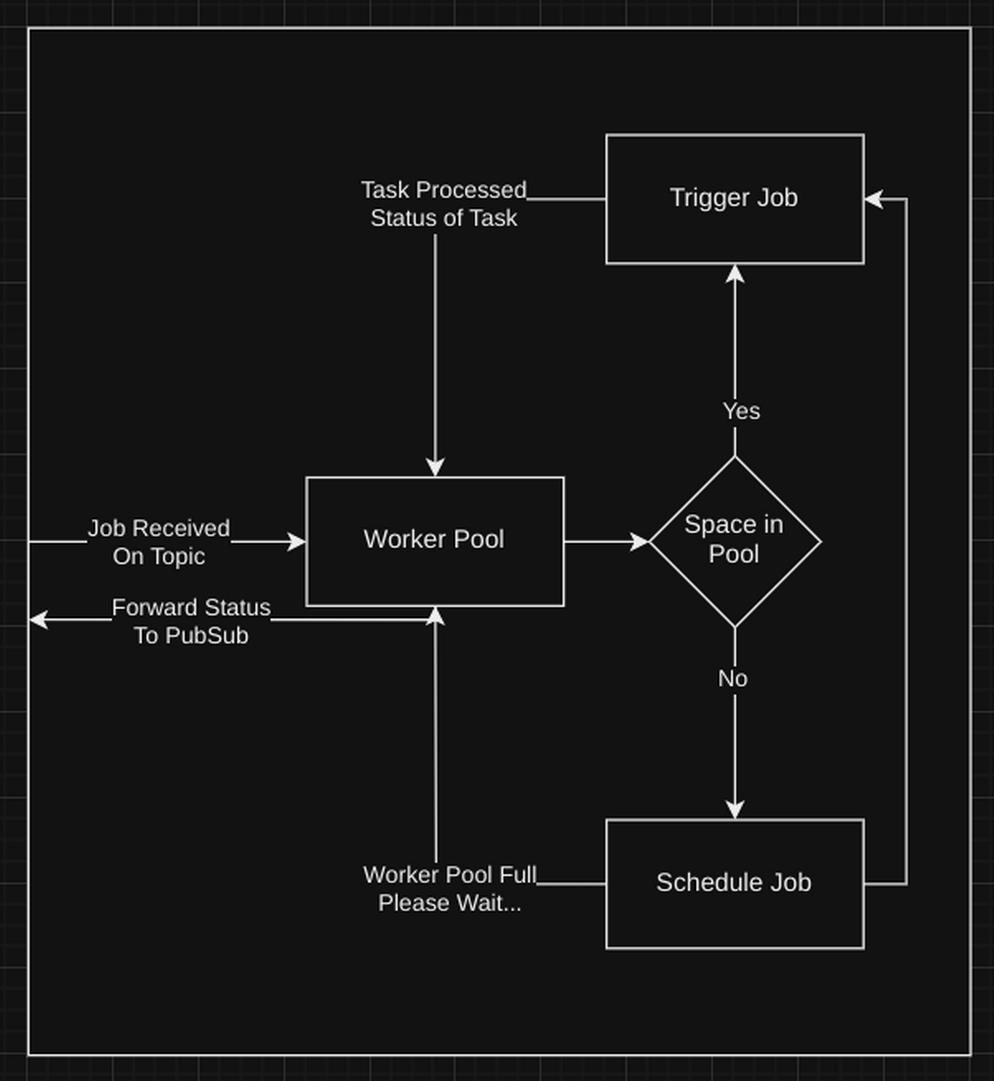 Task Processed
Status of Task
Trigger Job
Yes
Job Received
On Topic
Worker Pool
Space in
Pool
Forward Status
To PubSub
No
Worker Pool Full
Please Wait...
Schedule Job